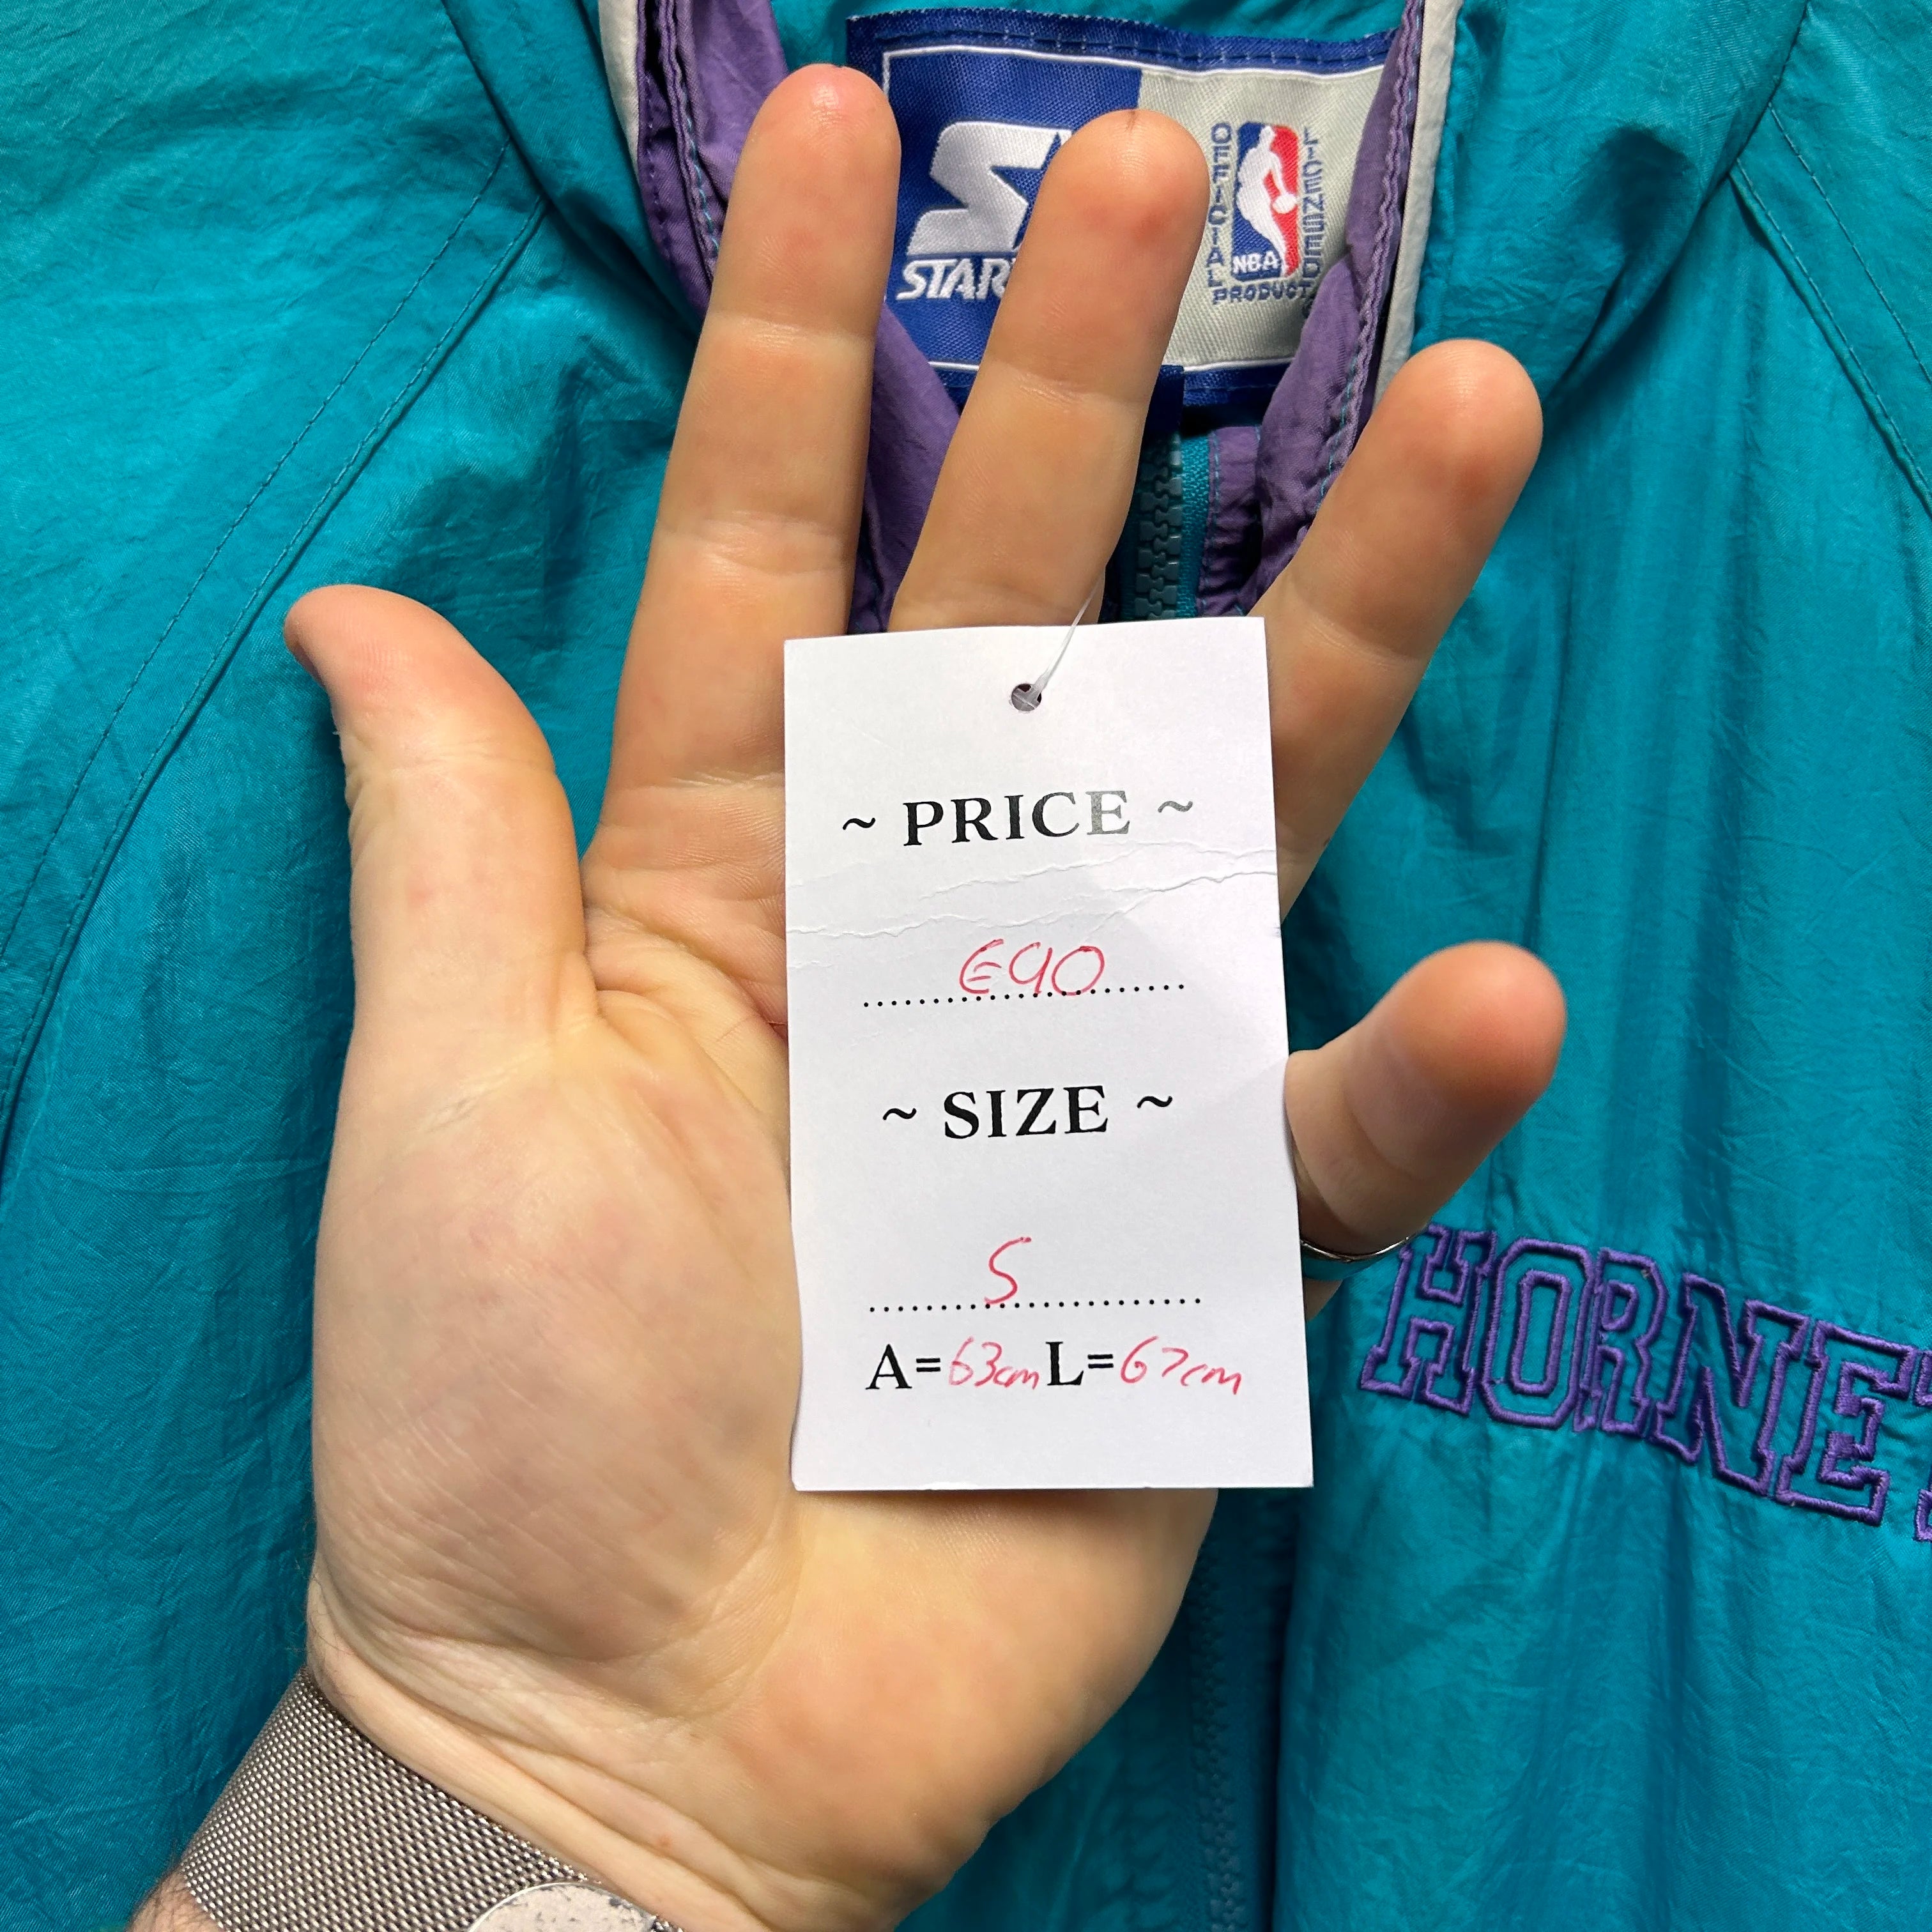 STAR
OFFICIAL
LICENSED
NBA
PRODUCT
~ PRICE ~
€90
~ SIZE ~
S
A=63cm L=67cm
HORNE